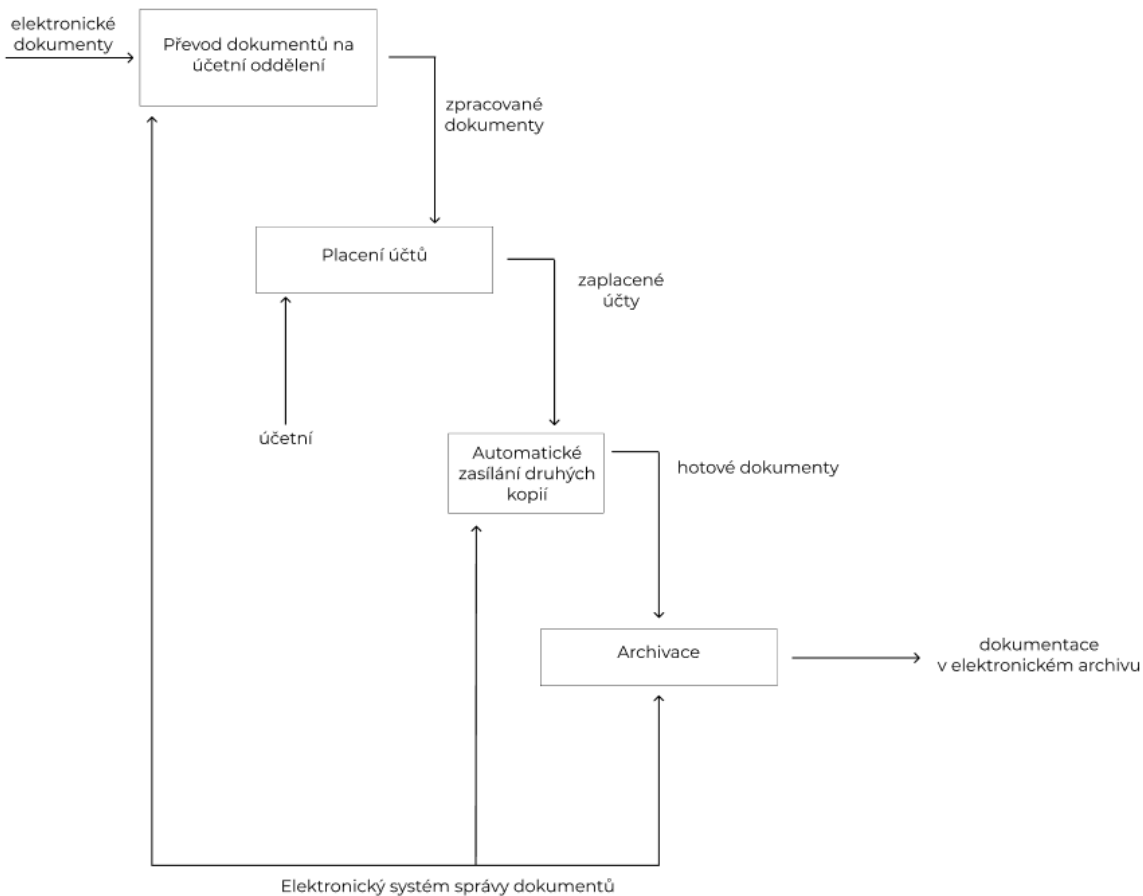 elektronické
dokumenty
Převod dokumentů na
účetní oddělení
zpracované
dokumenty
Placení účtů
zaplacené
účty
účetní
Automatické
zasílání druhých
kopií
hotové dokumenty
Archivace
dokumentace
v elektronickém archivu
Elektronický systém správy dokumentů